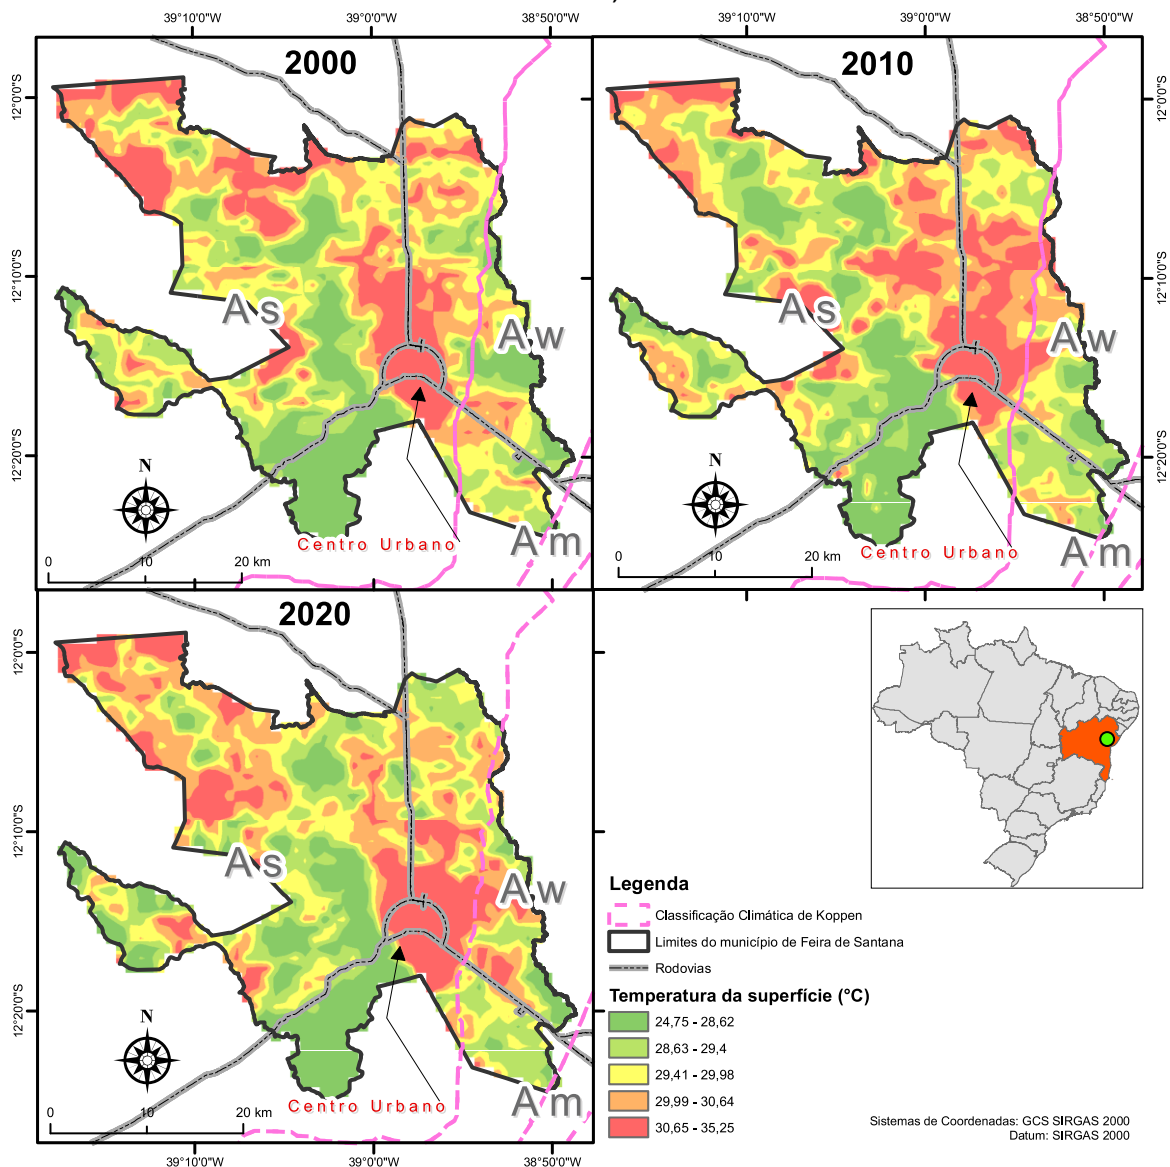 39°10'0"W 39°0'0"W 38°50'0"W 39°10'0"W 39°0'0"W 38°50'0"W
2000
2010
12°0'0"S
12°0'0"S
12°10'0"S
12°10'0"S
As
Aw
As
Aw
12°20'0"S
12°20'0"S
N
N
Centro Urbano
Am
Centro Urbano
Am
0 10 20 km
0 10 20 km
2020
12°0'0"S
12°10'0"S
As
Aw
12°20'0"S
N
Centro Urbano
Am
0 10 20 km
39°10'0"W 39°0'0"W 38°50'0"W
Legenda
Classificação Climática de Koppen
Limites do município de Feira de Santana
Rodovias
Temperatura da superfície (°C)
24,75 - 28,62
28,63 - 29,4
29,41 - 29,98
29,99 - 30,64
30,65 - 35,25
Sistemas de Coordenadas: GCS SIRGAS 2000
Datum: SIRGAS 2000